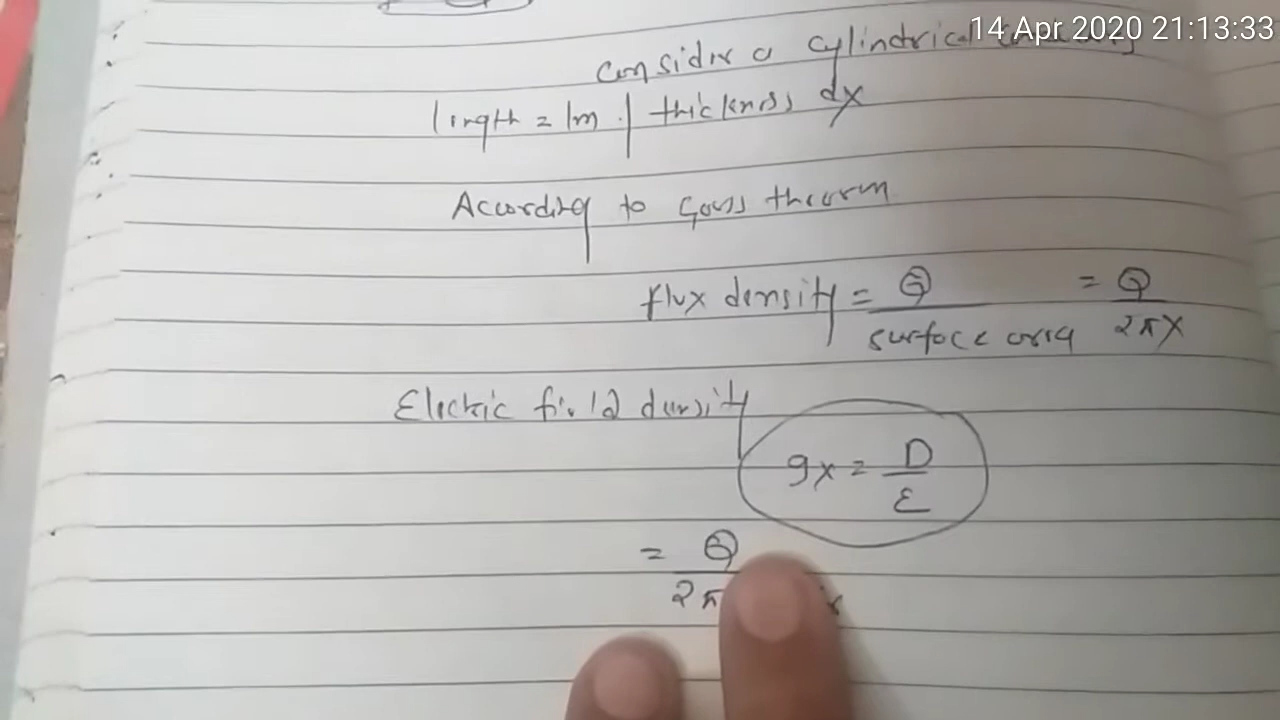 14 Apr 2020 21:13:33
Consider a cylindrical
length = 1m . | thickness dx
According to Gauss theorem
flux density = Q / surface area = Q / 2πx
Electric field density
gx = D / ε
= Q / 2π